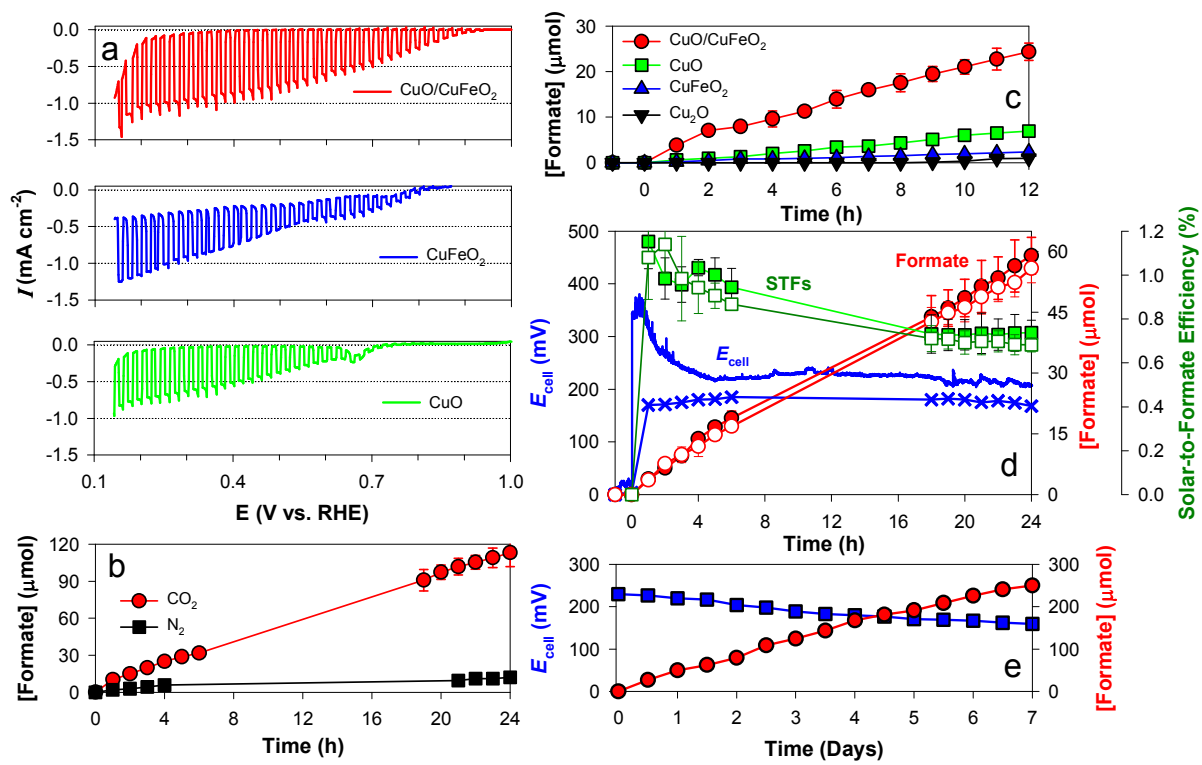 a
0.0
-0.5
-1.0
-1.5
CuO/CuFeO₂
0.0
-0.5
-1.0
-1.5
CuFeO₂
I (mA cm⁻²)
0.0
-0.5
-1.0
-1.5
CuO
0.1 0.4 0.7 1.0
E (V vs. RHE)
b
120
90
60
30
0
[Formate] (μmol)
CO₂
N₂
0 4 8 12 16 20 24
Time (h)
c
30
20
10
0
[Formate] (μmol)
CuO/CuFeO₂
CuO
CuFeO₂
Cu₂O
0 2 4 6 8 10 12
Time (h)
d
500
400
300
200
100
0
E cell (mV)
STFs
Formate
E cell
60
45
30
15
0
[Formate] (μmol)
1.2
1.0
0.8
0.6
0.4
0.2
0.0
Solar-to-Formate Efficiency (%)
0 4 8 12 16 20 24
Time (h)
e
300
200
100
0
E cell (mV)
300
200
100
0
[Formate] (μmol)
0 1 2 3 4 5 6 7
Time (Days)